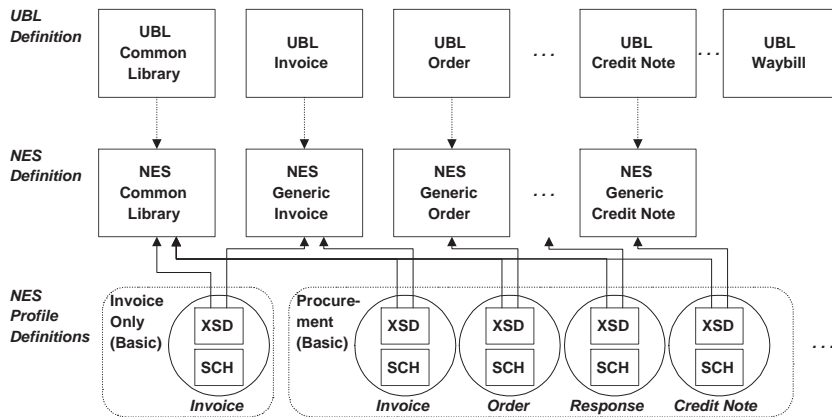 UBL
Definition
UBL
Common
Library
UBL
Invoice
UBL
Order
...
UBL
Credit Note
...
UBL
Waybill
NES
Definition
NES
Common
Library
NES
Generic
Invoice
NES
Generic
Order
...
NES
Generic
Credit Note
NES
Profile
Definitions
Invoice
Only
(Basic)
XSD
SCH
Invoice
Procure-
ment
(Basic)
XSD
SCH
Invoice
XSD
SCH
Order
XSD
SCH
Response
XSD
SCH
Credit Note
...